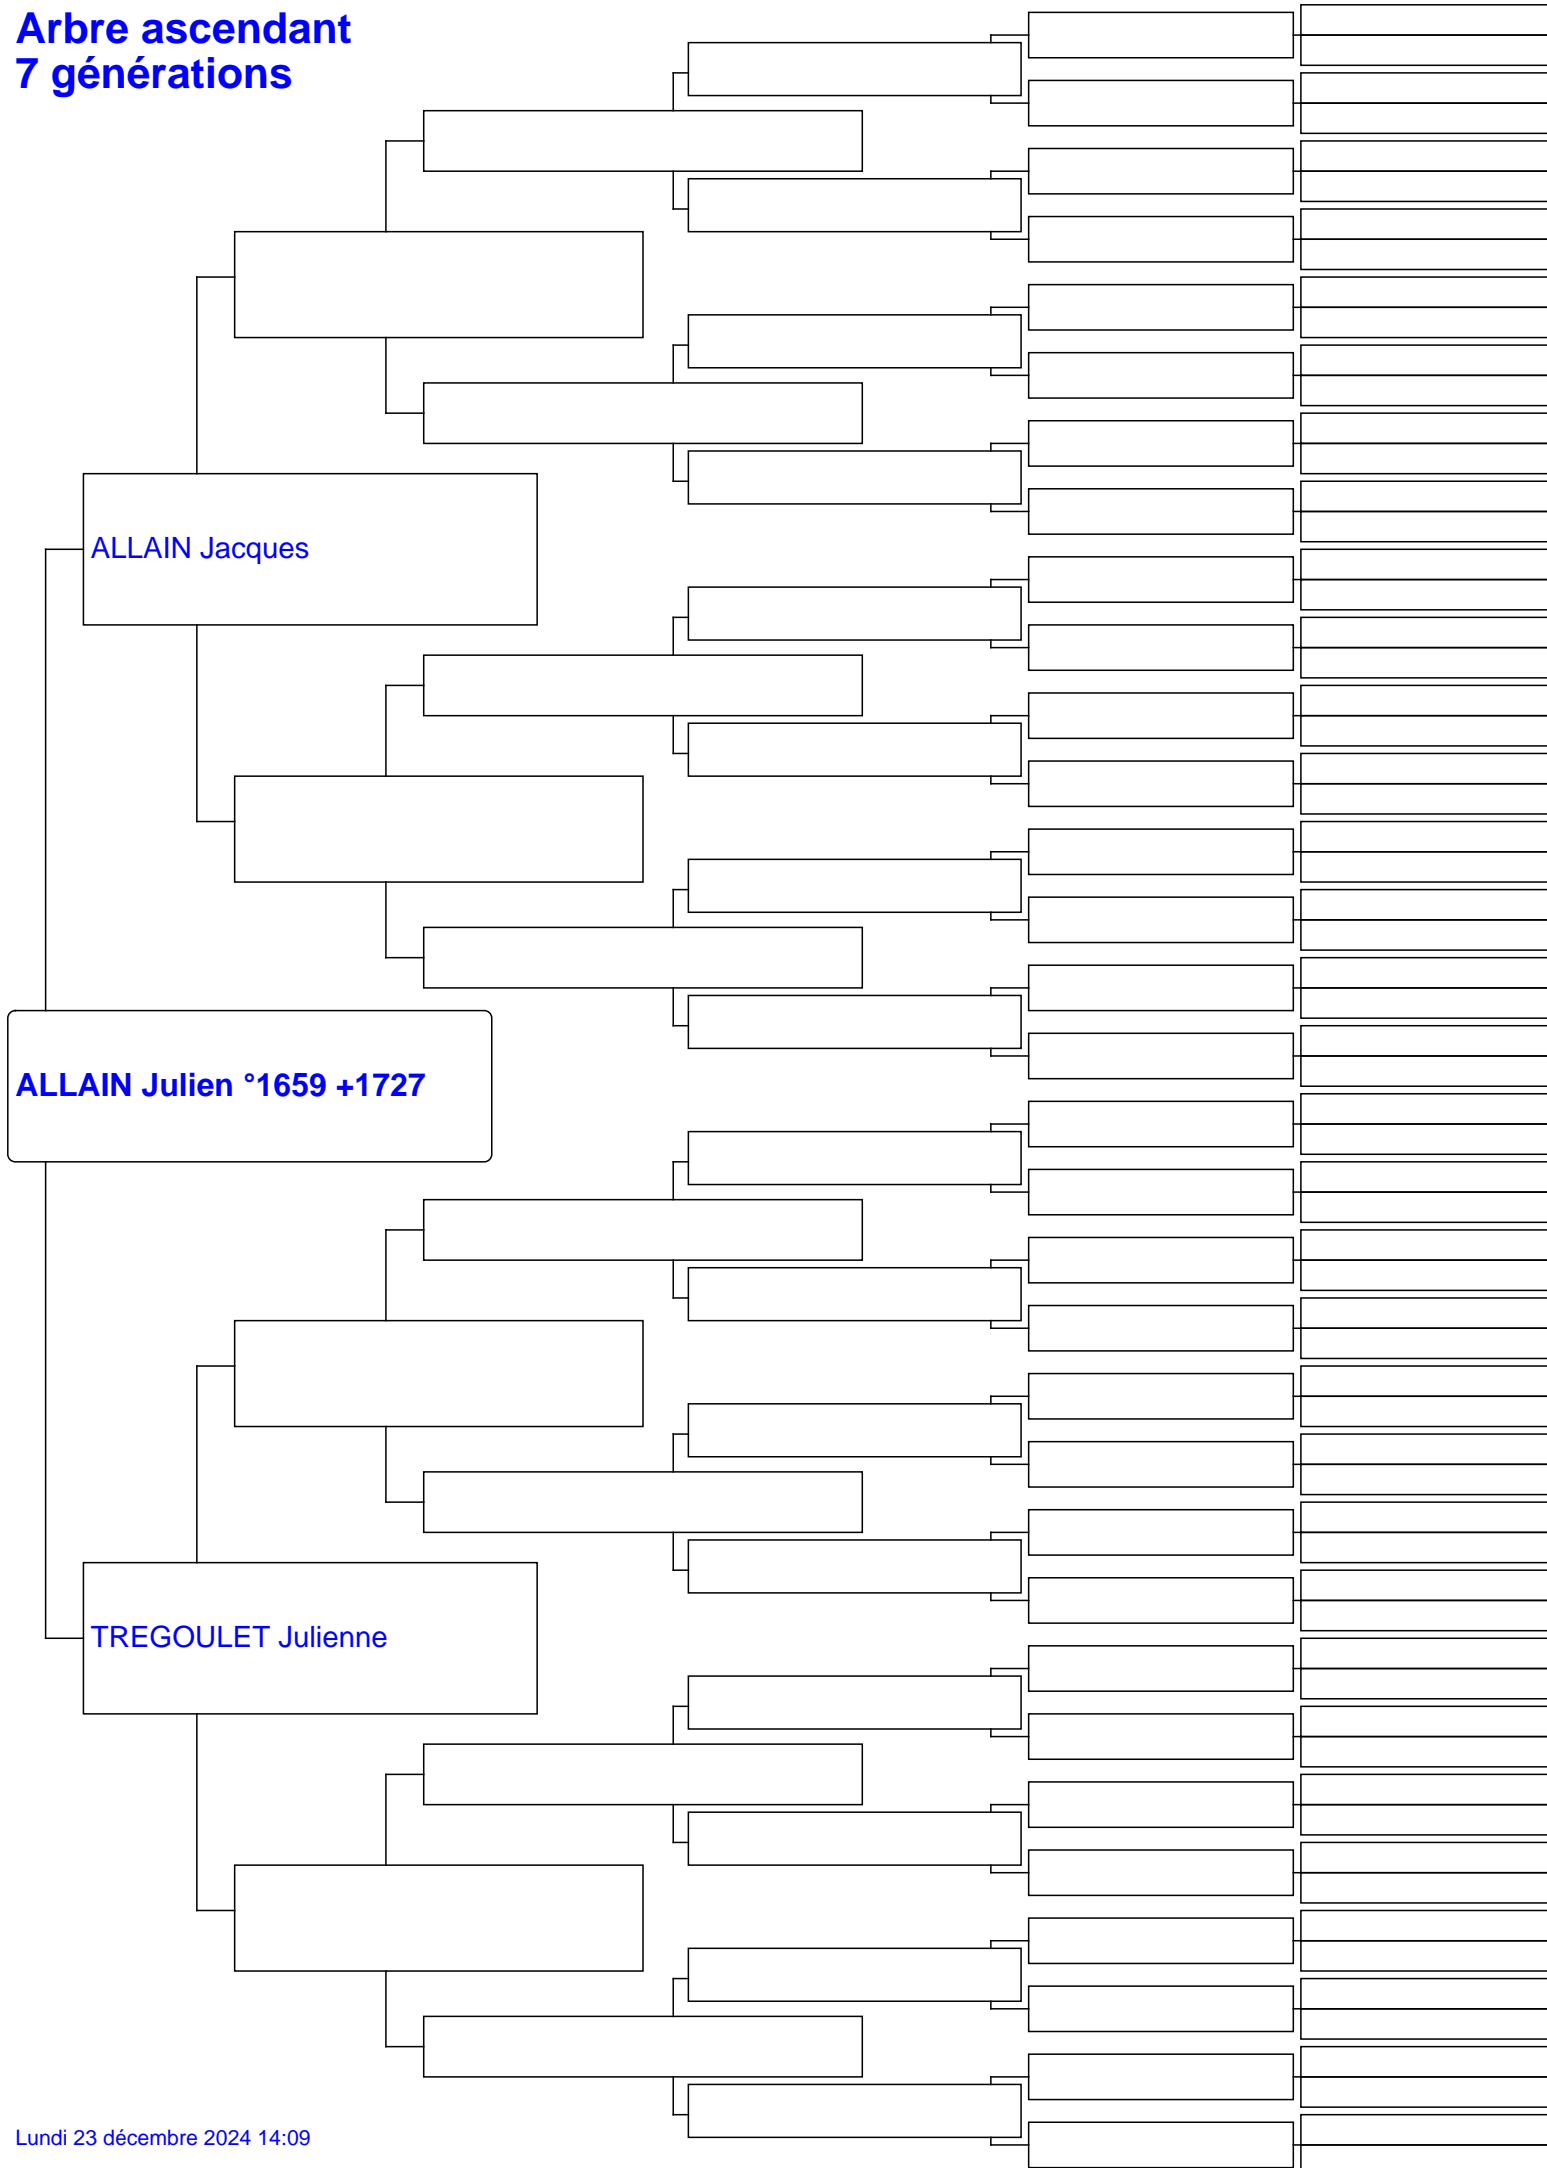 Arbre ascendant
7 générations
ALLAIN Jacques
ALLAIN Julien °1659 +1727
TREGOULET Julienne
Lundi 23 décembre 2024 14:09